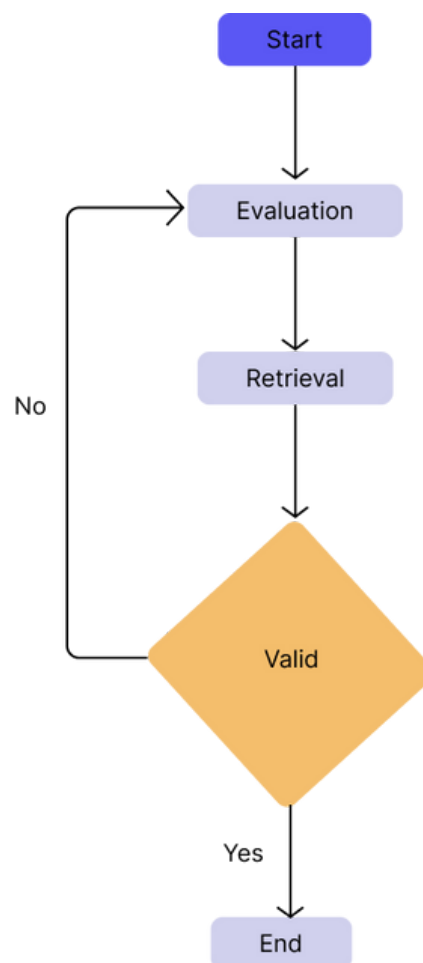 Start
Evaluation
Retrieval
No
Valid
Yes
End